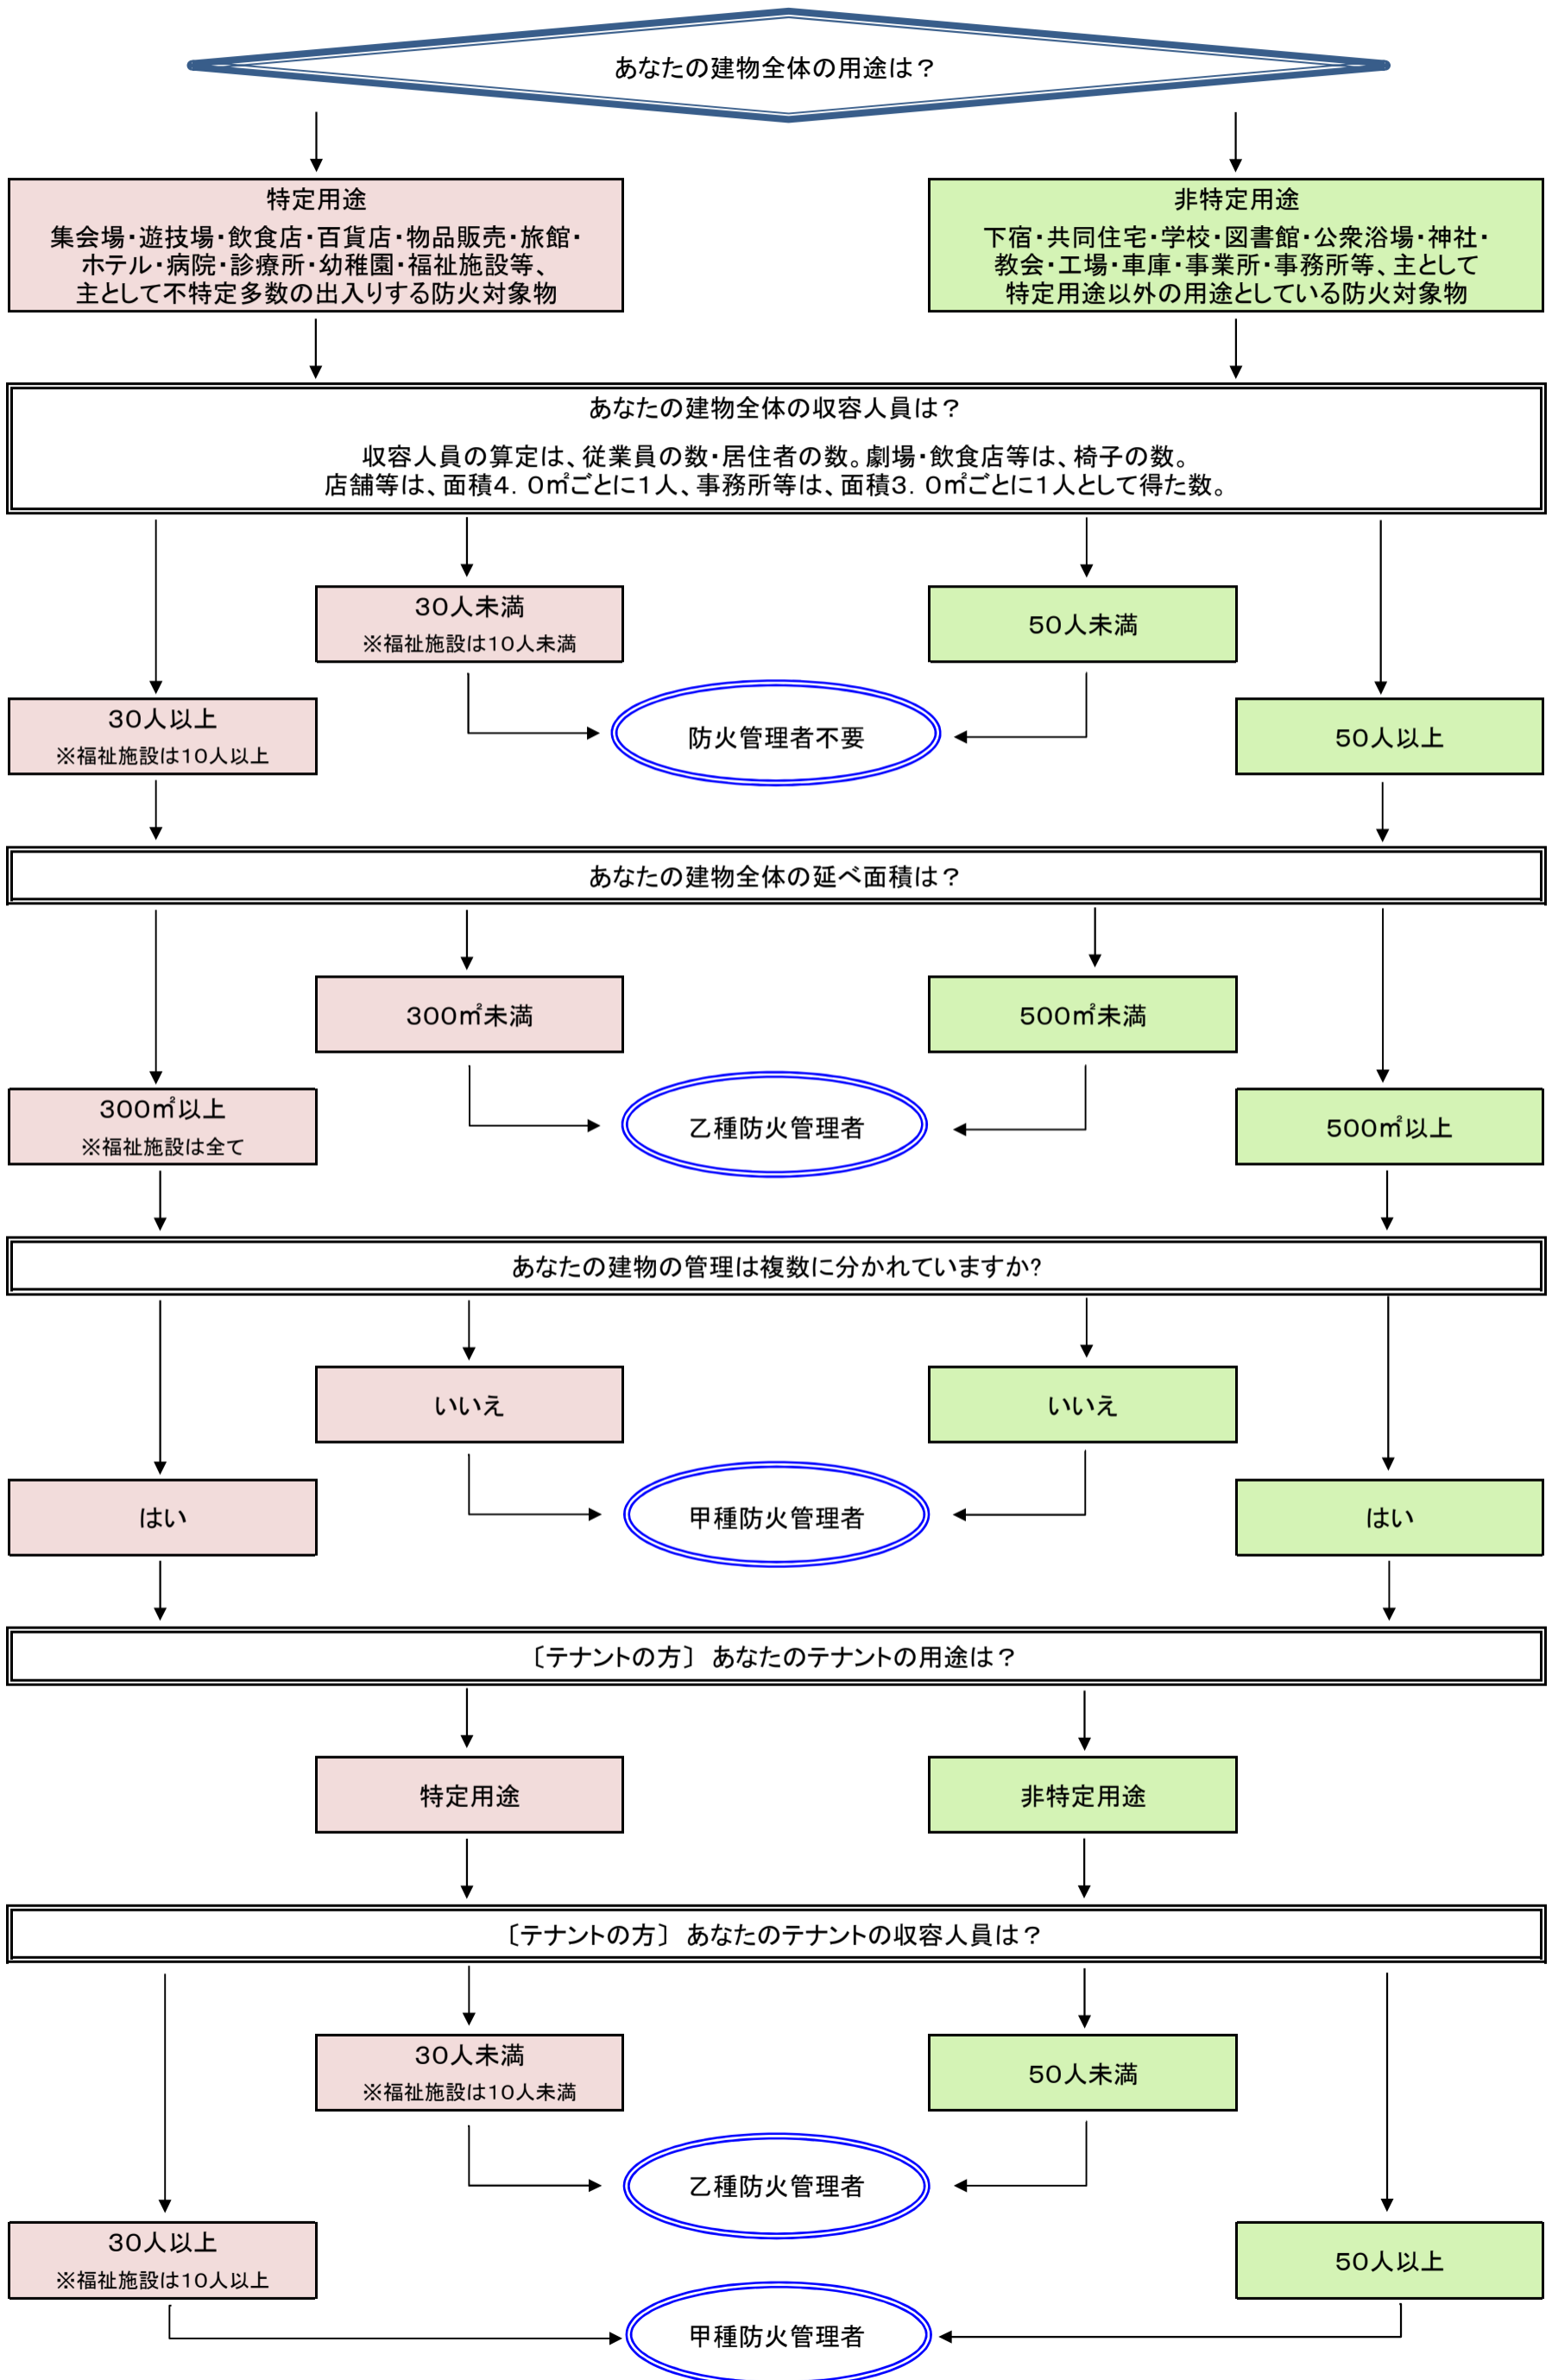 あなたの建物全体の用途は?
特定用途
集会場・遊技場・飲食店・百貨店・物品販売・旅館・
ホテル・病院・診療所・幼稚園・福祉施設等、
主として不特定多数の出入りする防火対象物
非特定用途
下宿・共同住宅・学校・図書館・公衆浴場・神社・
教会・工場・車庫・事業所・事務所等、主として
特定用途以外の用途としている防火対象物
あなたの建物全体の収容人員は?
収容人員の算定は、従業員の数・居住者の数。劇場・飲食店等は、椅子の数。
店舗等は、面積4.0㎡ごとに1人、事務所等は、面積3.0㎡ごとに1人として得た数。
30人未満
※福祉施設は10人未満
50人未満
30人以上
※福祉施設は10人以上
防火管理者不要
50人以上
あなたの建物全体の延べ面積は?
300㎡未満
500㎡未満
300㎡以上
※福祉施設は全て
乙種防火管理者
500㎡以上
あなたの建物の管理は複数に分かれていますか?
いいえ
いいえ
はい
甲種防火管理者
はい
〔テナントの方〕 あなたのテナントの用途は?
特定用途
非特定用途
〔テナントの方〕 あなたのテナントの収容人員は?
30人未満
※福祉施設は10人未満
50人未満
乙種防火管理者
30人以上
※福祉施設は10人以上
50人以上
甲種防火管理者